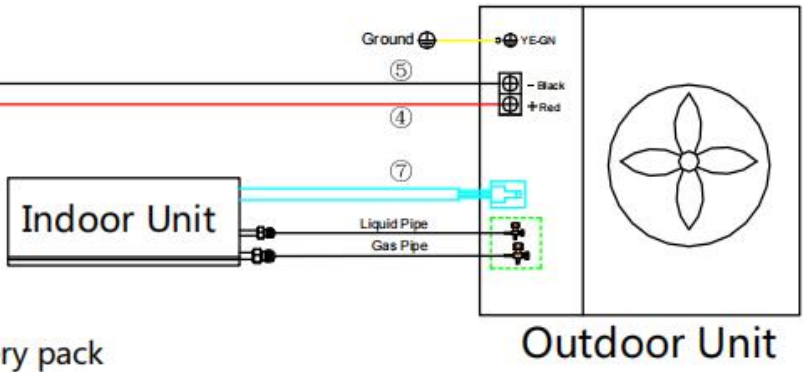 Ground
YE-GN
⑤
- Black
④
+ Red
⑦
Indoor Unit
Liquid Pipe
Gas Pipe
Outdoor Unit
ry pack